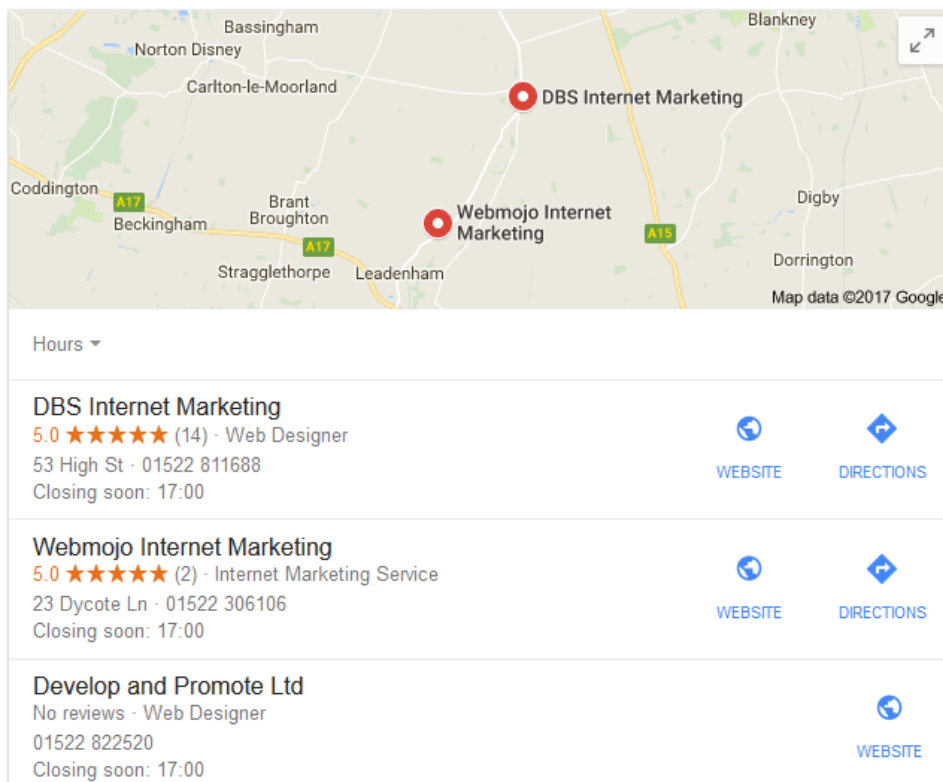 Bassingham
Blankney
Norton Disney
Carlton-le-Moorland
DBS Internet Marketing
Coddington
A17
Beckingham
Brant
Broughton
Webmojo Internet
Marketing
Digby
A15
A17
Stragglethorpe
Leadenham
Dorrington
Map data ©2017 Google
Hours
DBS Internet Marketing
5.0 ★★★★★ (14) · Web Designer
53 High St · 01522 811688
Closing soon: 17:00
WEBSITE
DIRECTIONS
Webmojo Internet Marketing
5.0 ★★★★★ (2) · Internet Marketing Service
23 Dycote Ln · 01522 306106
Closing soon: 17:00
WEBSITE
DIRECTIONS
Develop and Promote Ltd
No reviews · Web Designer
01522 822520
Closing soon: 17:00
WEBSITE